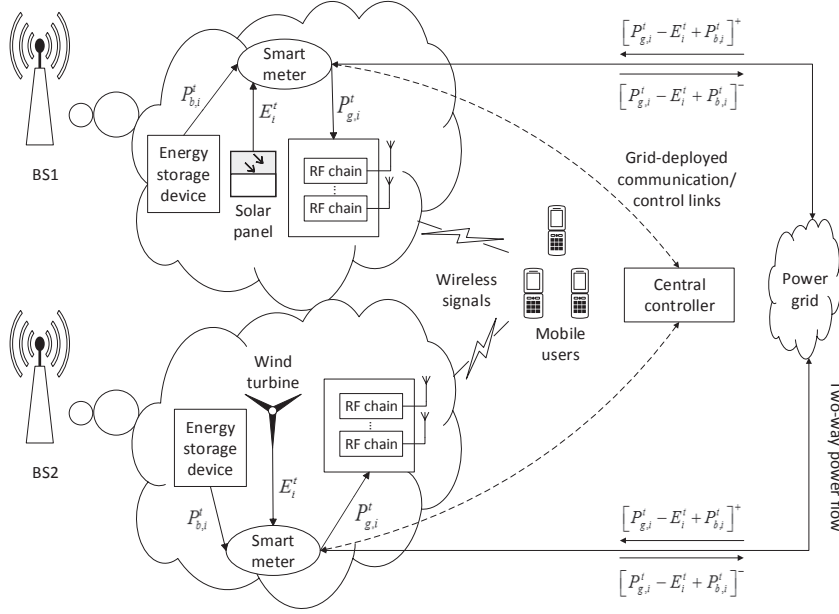 [P_{g,i}^t − E_i^t + P_{b,i}^t]^+
[P_{g,i}^t − E_i^t + P_{b,i}^t]^−
Smart
meter
P_{b,i}^t
E_i^t
P_{g,i}^t
BS1
Energy
storage
device
Solar
panel
RF chain
⋮
RF chain
Grid-deployed
communication/
control links
Wireless
signals
Mobile
users
Central
controller
Power
grid
Two-way power flow
BS2
Wind
turbine
Energy
storage
device
RF chain
⋮
RF chain
P_{b,i}^t
E_i^t
P_{g,i}^t
Smart
meter
[P_{g,i}^t − E_i^t + P_{b,i}^t]^+
[P_{g,i}^t − E_i^t + P_{b,i}^t]^−